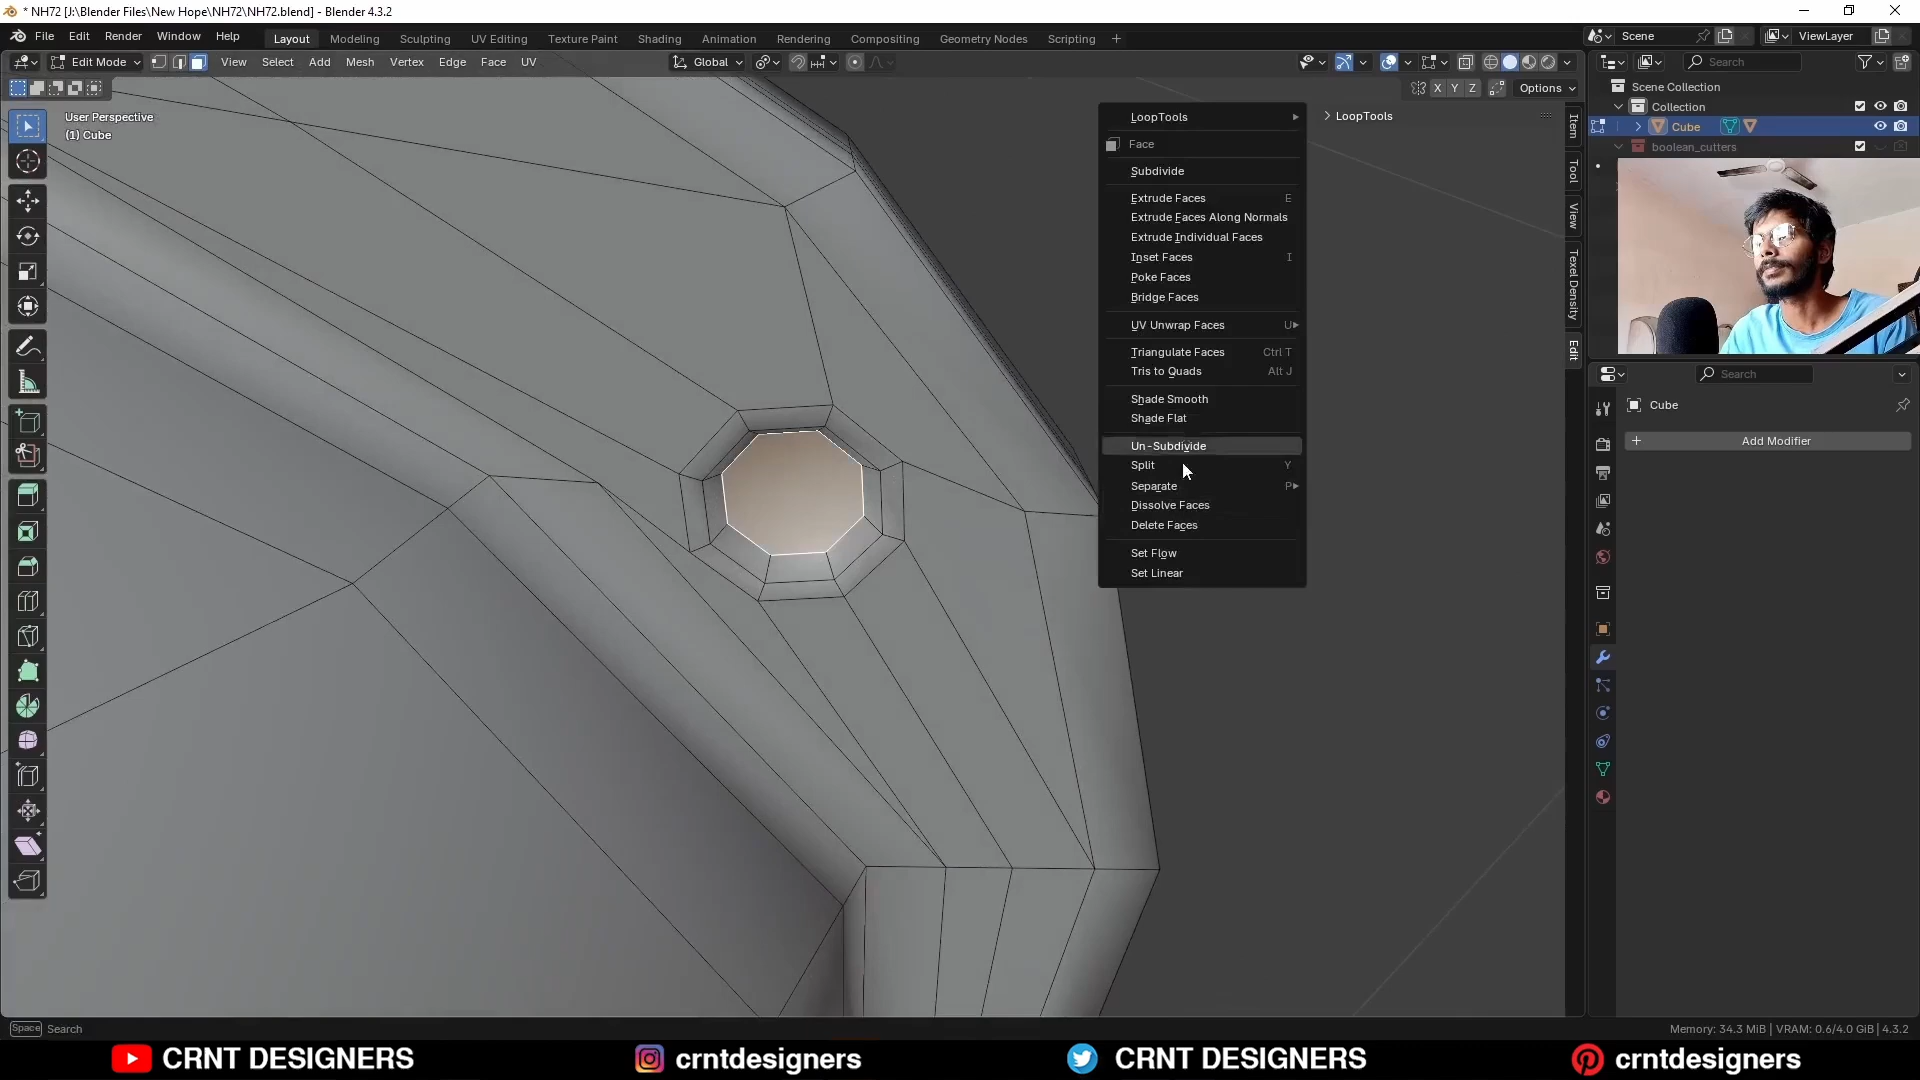 * NH72 [J:\Blender Files\New Hope\NH72\NH72.blend] - Blender 4.3.2
File Edit Render Window Help Layout Modeling Sculpting UV Editing Texture Paint Shading Animation Rendering Compositing Geometry Nodes Scripting + Scene ViewLayer
Edit Mode View Select Add Mesh Vertex Edge Face UV Global Search
X Y Z Options Scene Collection
User Perspective
(1) Cube
LoopTools
Face
Subdivide
Extrude Faces E
Extrude Faces Along Normals
Extrude Individual Faces
Inset Faces I
Poke Faces
Bridge Faces
UV Unwrap Faces U
Triangulate Faces Ctrl T
Tris to Quads Alt J
Shade Smooth
Shade Flat
Un-Subdivide
Split Y
Separate P
Dissolve Faces
Delete Faces
Set Flow
Set Linear
LoopTools
Item
Tool
View
Texel Density
Edit
Collection
Cube
boolean_cutters
Search
Cube
+ Add Modifier
Space Search Memory: 34.3 MiB | VRAM: 0.6/4.0 GiB | 4.3.2
CRNT DESIGNERS crntdesigners CRNT DESIGNERS crntdesigners